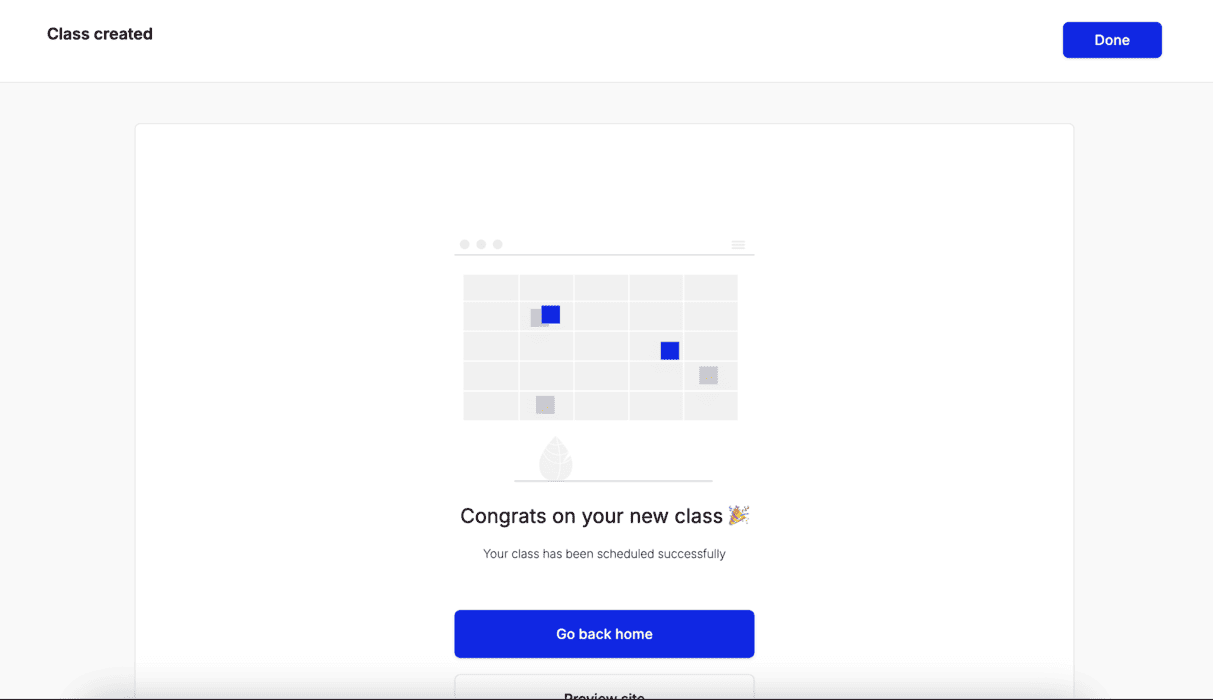 Class created
Done
Congrats on your new class 🎉
Your class has been scheduled successfully
Go back home
Preview site